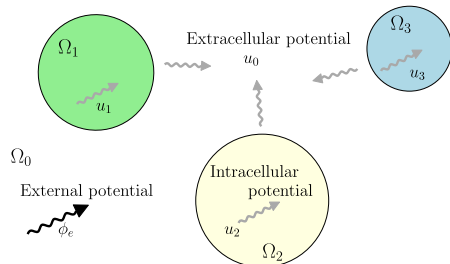 Ω₁
u₁
Extracellular potential
u₀
Ω₃
u₃
Ω₀
External potential
ϕₑ
Intracellular
potential
u₂
Ω₂